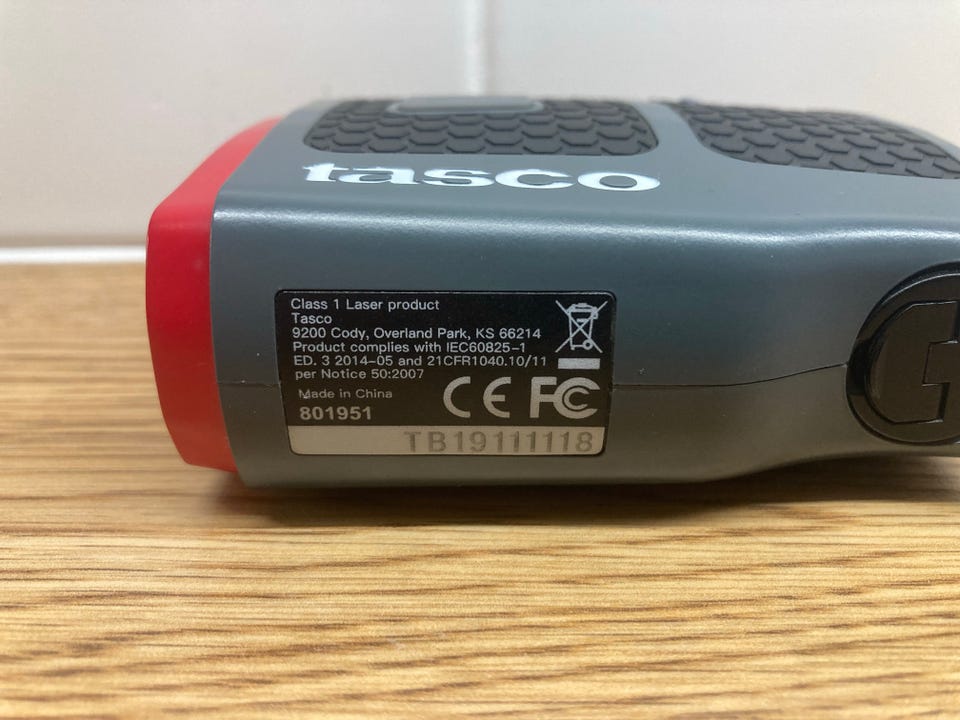 tasco
Class 1 Laser product
Tasco
9200 Cody, Overland Park, KS 66214
Product complies with IEC60825-1
ED. 3 2014-05 and 21CFR1040.10/11
per Notice 50:2007
Made in China
801951
CE FC
TB19111118